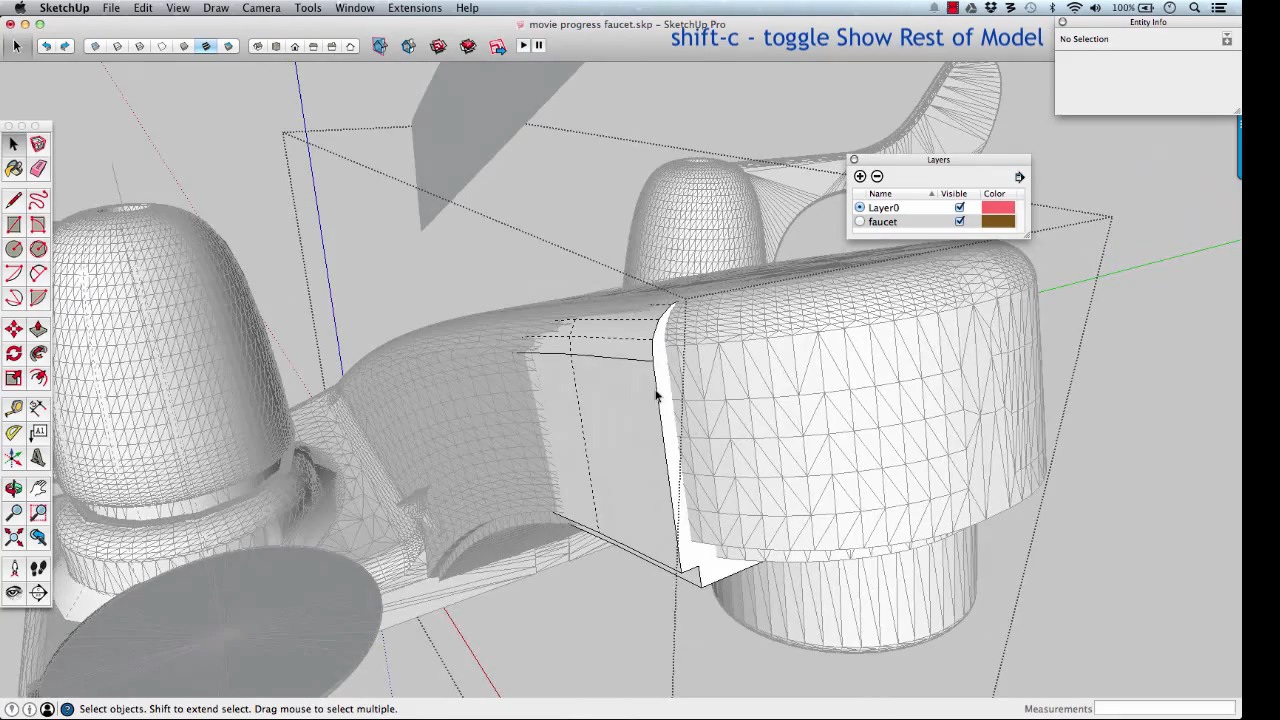 SketchUp File Edit View Draw Camera Tools Window Extensions Help
100%
movie progress faucet.skp - SketchUp Pro
shift-c - toggle Show Rest of Model
Entity Info
No Selection
Layers
Name Visible Color
Layer0
faucet
A1
Select objects. Shift to extend select. Drag mouse to select multiple.
Measurements